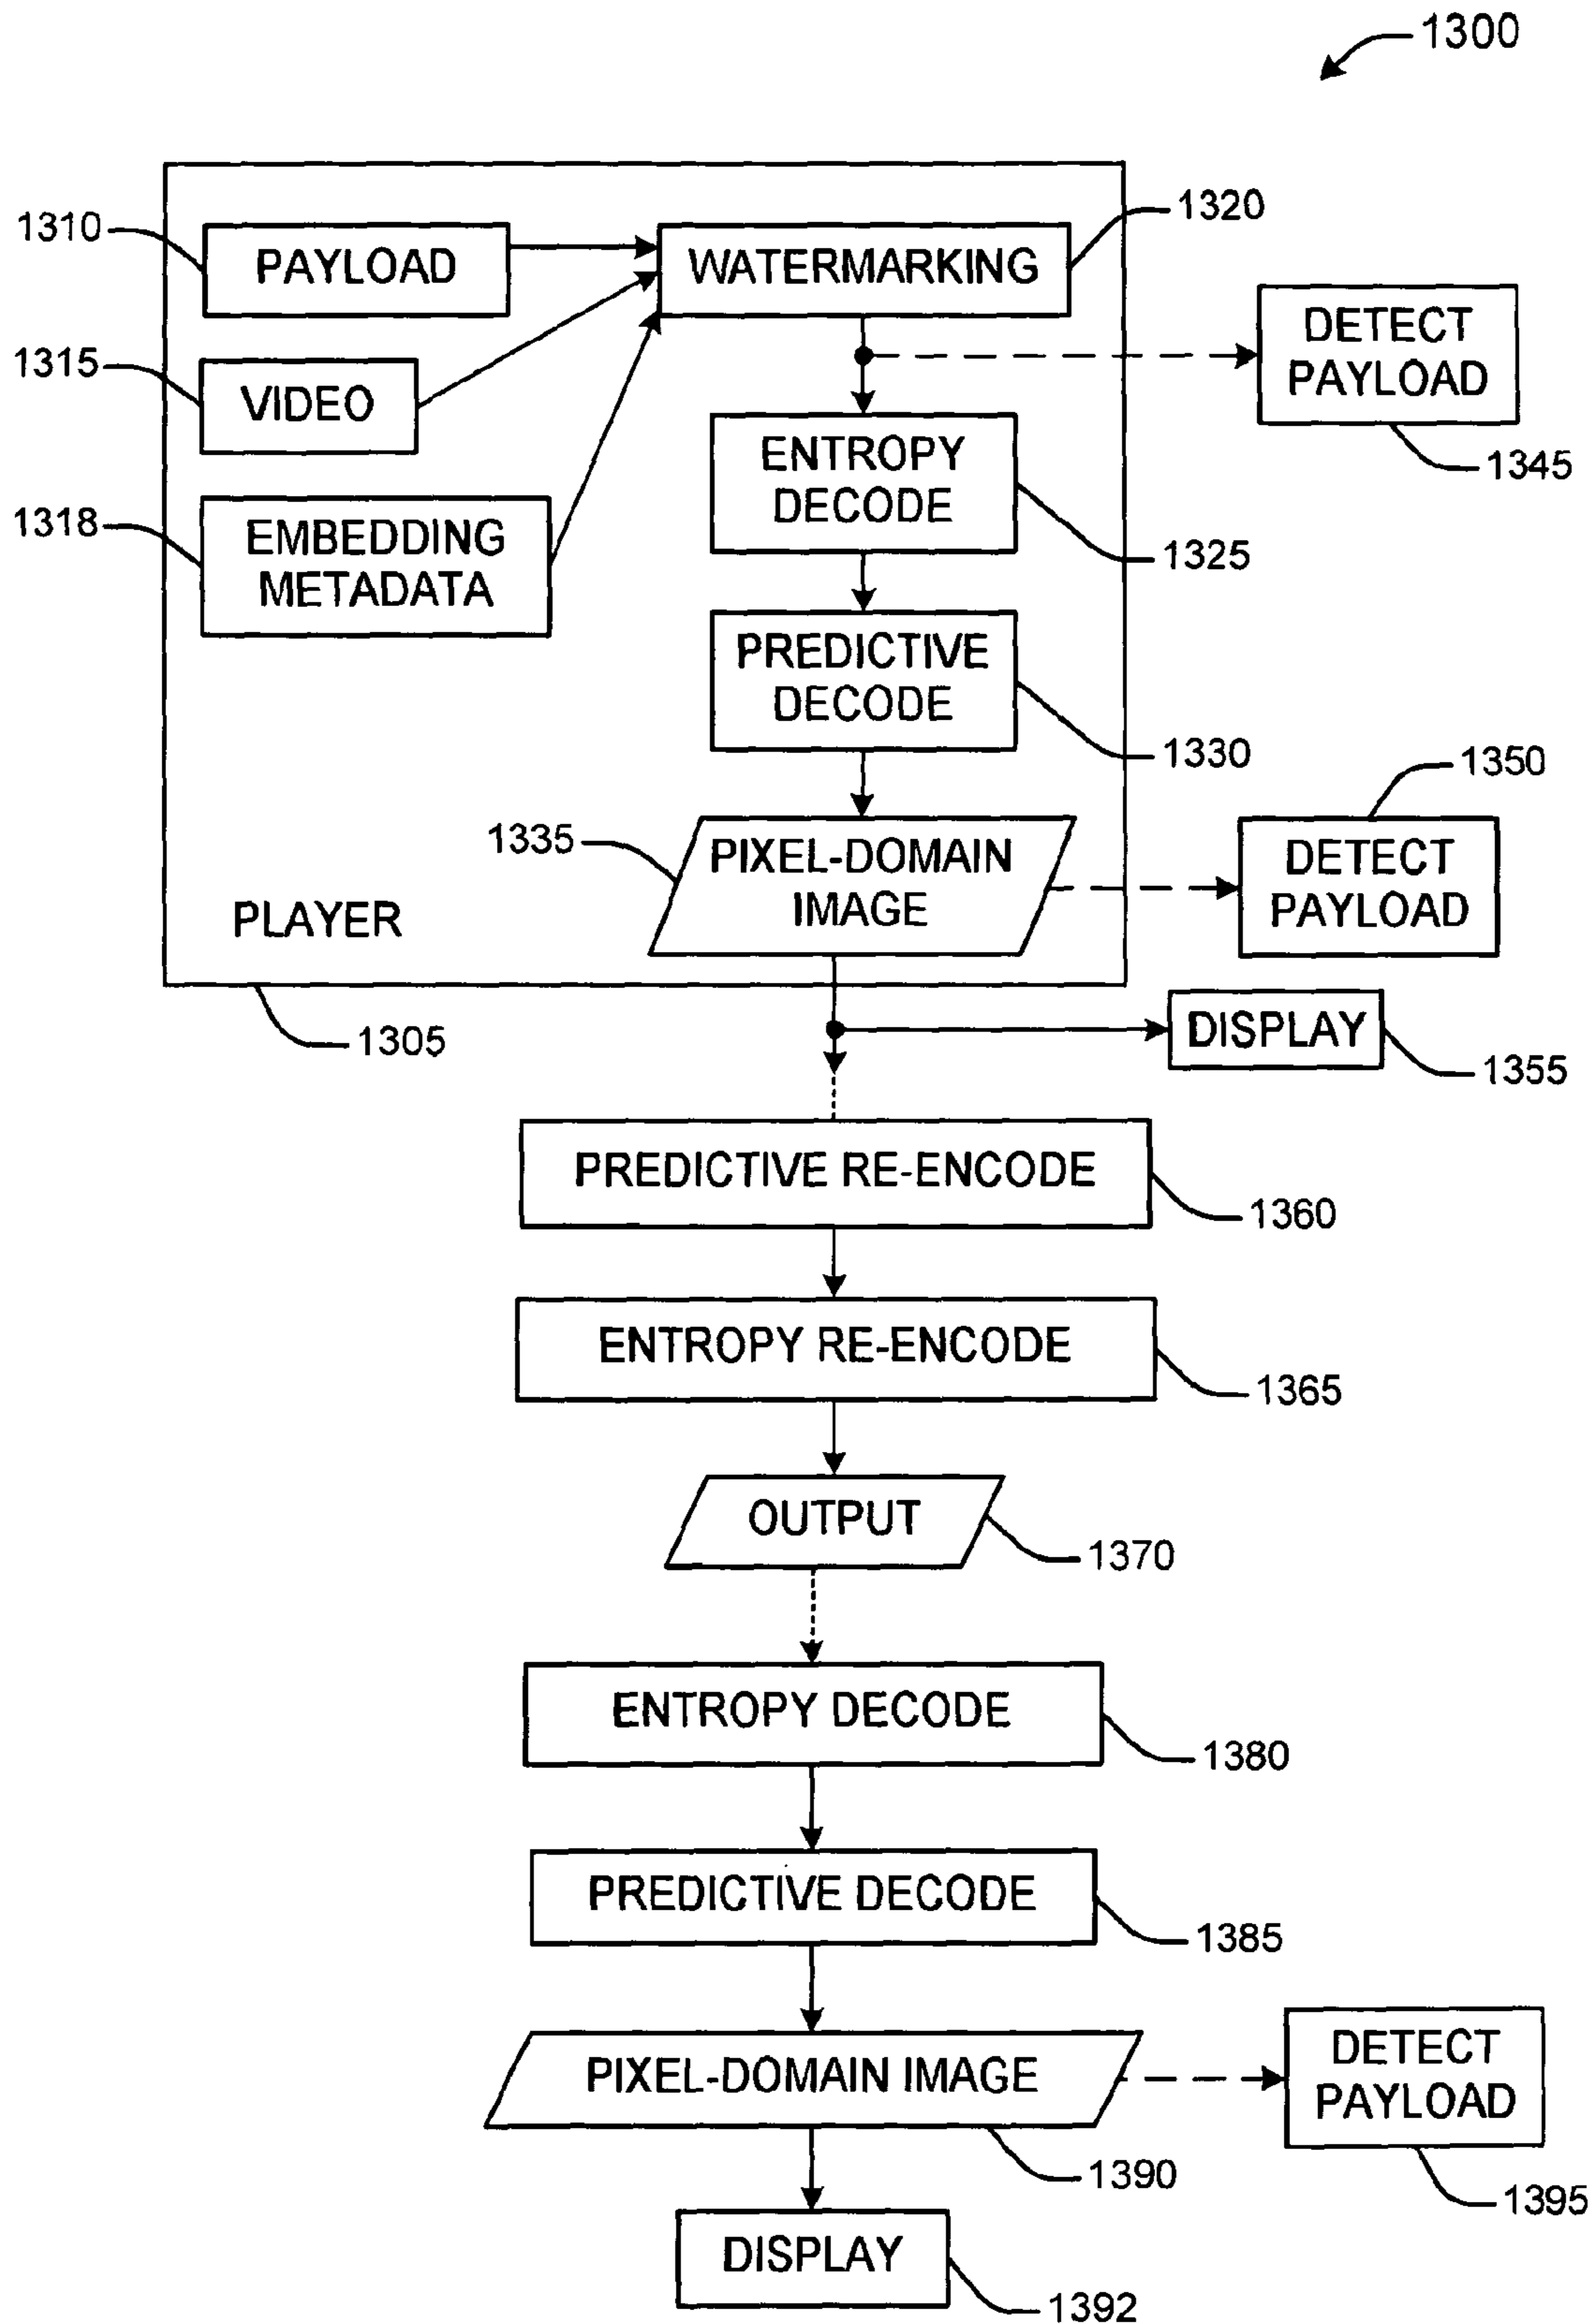 1300
1310
PAYLOAD
WATERMARKING
1320
1315
VIDEO
DETECT
PAYLOAD
1345
1318
EMBEDDING
METADATA
ENTROPY
DECODE
1325
PREDICTIVE
DECODE
1330
1335
PIXEL-DOMAIN
IMAGE
1350
DETECT
PAYLOAD
PLAYER
1305
DISPLAY
1355
PREDICTIVE RE-ENCODE
1360
ENTROPY RE-ENCODE
1365
OUTPUT
1370
ENTROPY DECODE
1380
PREDICTIVE DECODE
1385
PIXEL-DOMAIN IMAGE
1390
DETECT
PAYLOAD
1395
DISPLAY
1392